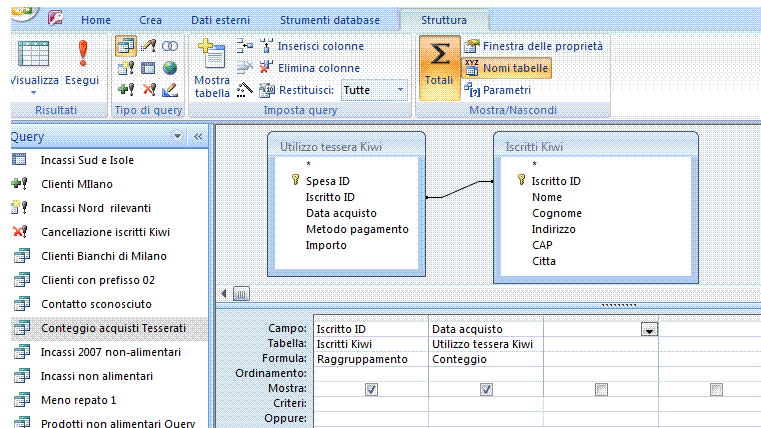 Home Crea Dati esterni Strumenti database Struttura
Visualizza Esegui
Mostra tabella
Inserisci colonne
Elimina colonne
Restituisci: Tutte
Σ Totali
Finestra delle proprietà
XYZ Nomi tabelle
[?] Parametri
Risultati Tipo di query Imposta query Mostra/Nascondi
Query «
Incassi Sud e Isole
Clienti MIlano
Incassi Nord rilevanti
Cancellazione iscritti Kiwi
Clienti Bianchi di Milano
Clienti con prefisso 02
Contatto sconosciuto
Conteggio acquisti Tesserati
Incassi 2007 non-alimentari
Incassi non alimentari
Meno repato 1
Prodotti non alimentari Query
Utilizzo tessera Kiwi
*
Spesa ID
Iscritto ID
Data acquisto
Metodo pagamento
Importo
Iscritti Kiwi
*
Iscritto ID
Nome
Cognome
Indirizzo
CAP
Citta
Campo: Iscritto ID Data acquisto
Tabella: Iscritti Kiwi Utilizzo tessera Kiwi
Formula: Raggruppamento Conteggio
Ordinamento:
Mostra:
Criteri:
Oppure: